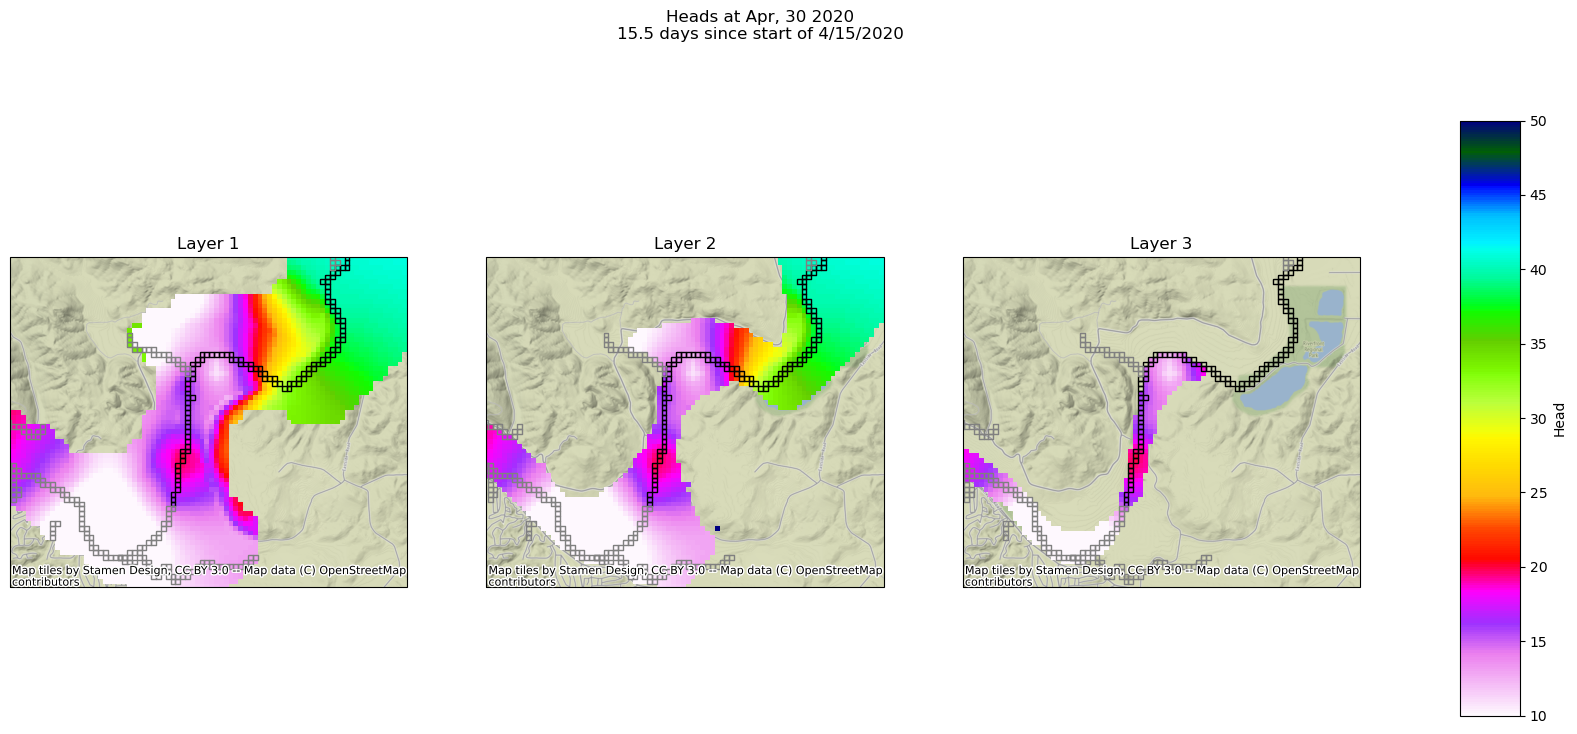 Heads at Apr, 30 2020
15.5 days since start of 4/15/2020
Layer 1
Layer 2
Layer 3
Map tiles by Stamen Design, CC BY 3.0 -- Map data (C) OpenStreetMap
contributors
Map tiles by Stamen Design, CC BY 3.0 -- Map data (C) OpenStreetMap
contributors
Map tiles by Stamen Design, CC BY 3.0 -- Map data (C) OpenStreetMap
contributors
50
45
40
35
30
25
20
15
10
Head